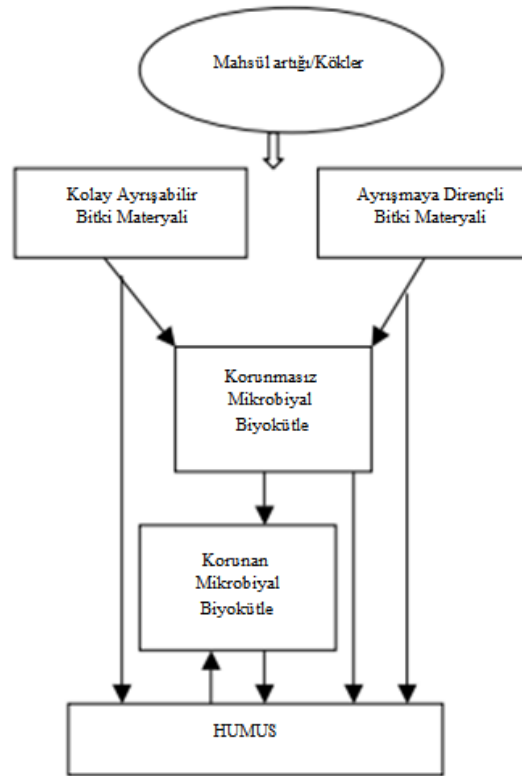 Mahsül artığı/Kökler
Kolay Ayrışabilir
Bitki Materyali
Ayrışmaya Dirençli
Bitki Materyali
Korunmasız
Mikrobiyal
Biyokütle
Korunan
Mikrobiyal
Biyokütle
HUMUS